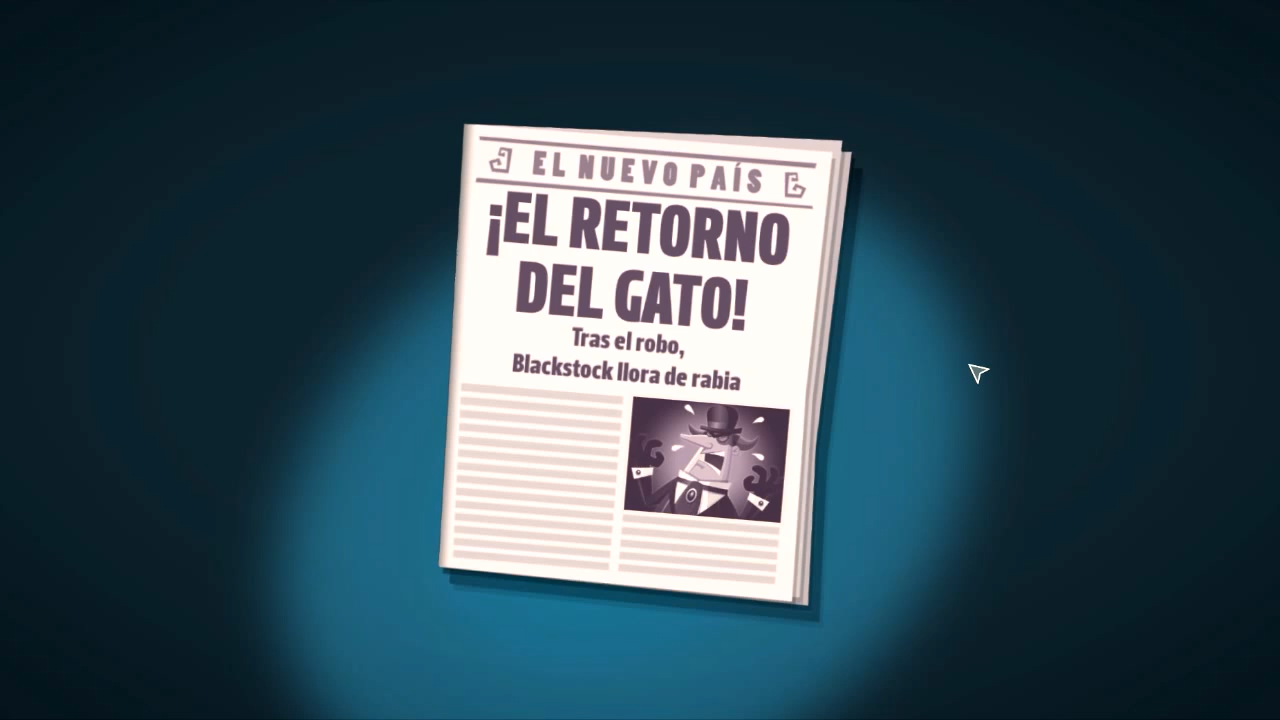 EL NUEVO PAÍS
¡EL RETORNO
DEL GATO!
Tras el robo,
Blackstock llora de rabia